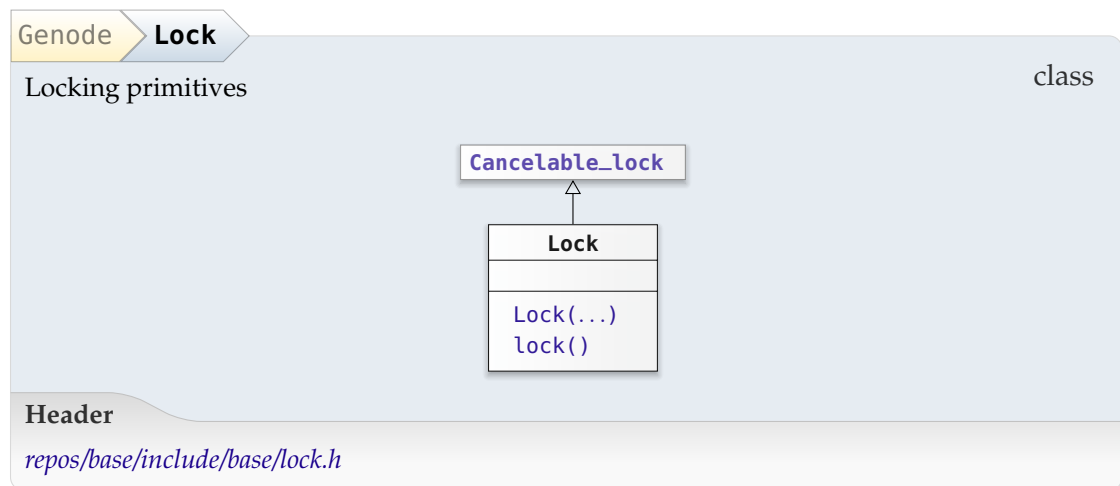 Genode Lock
class
Locking primitives
Cancelable_lock
Lock
Lock(...)
lock()
Header
repos/base/include/base/lock.h